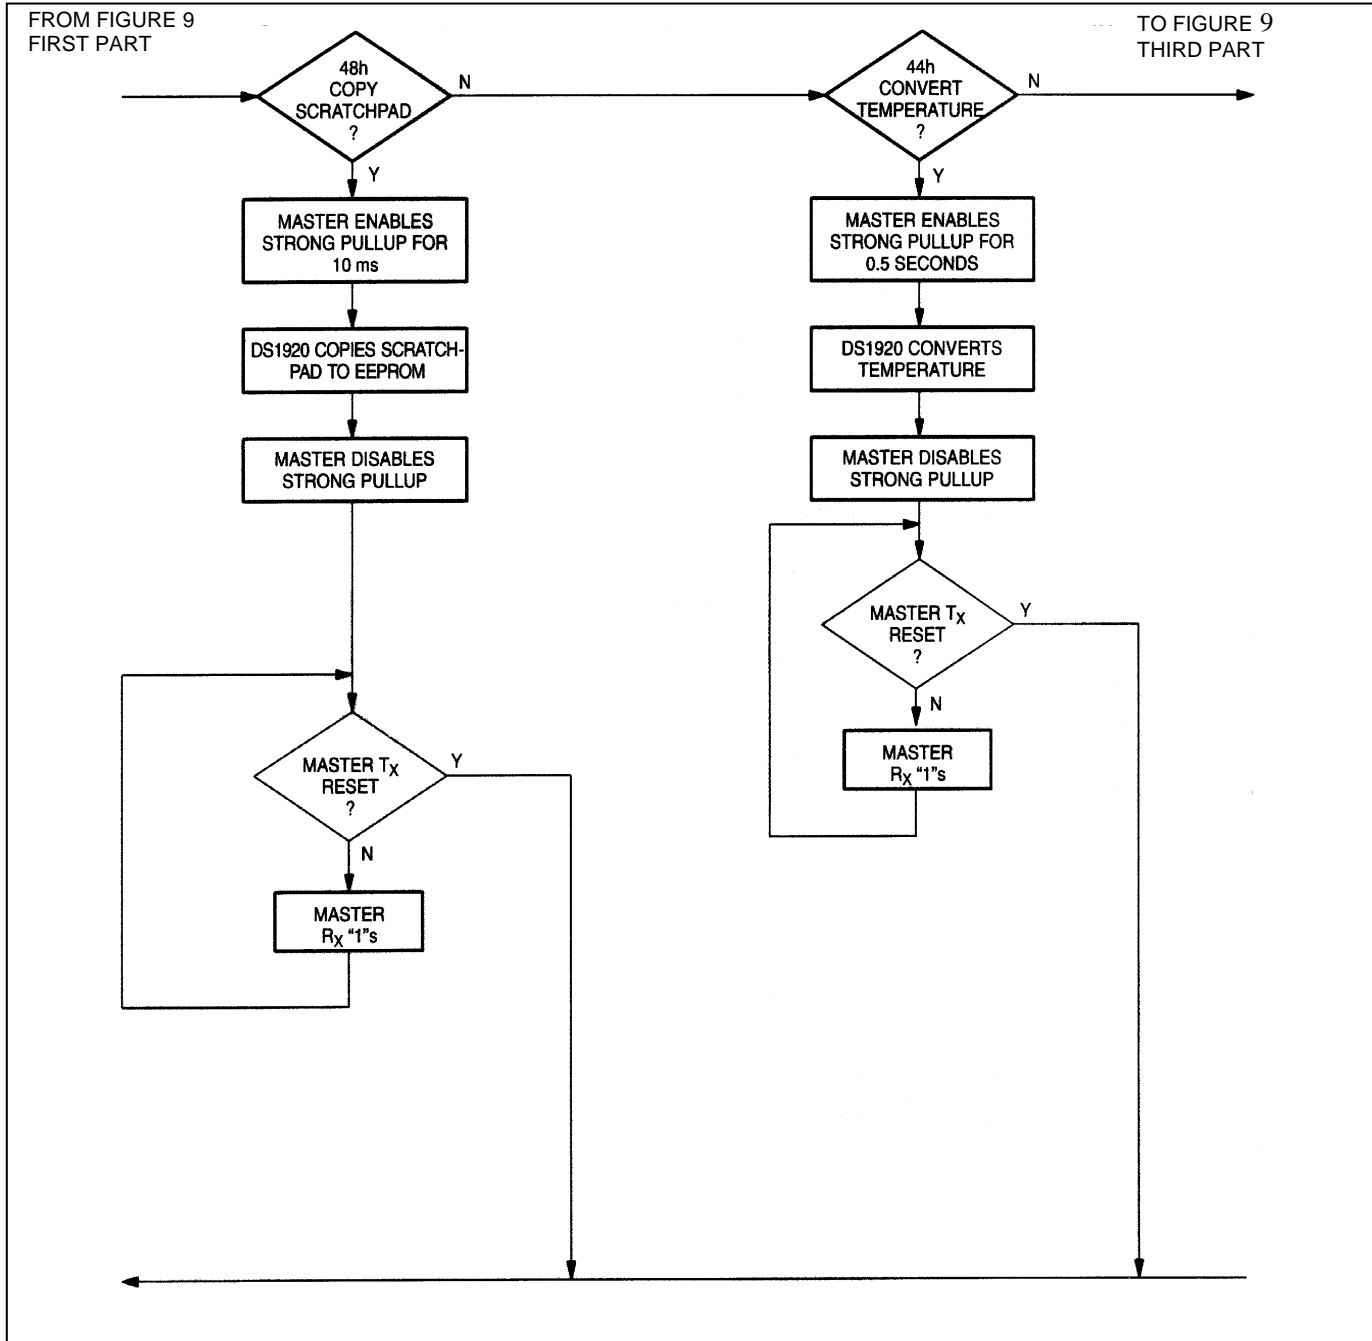 FROM FIGURE 9
FIRST PART
TO FIGURE 9
THIRD PART
48h
COPY
SCRATCHPAD
?
N
Y
MASTER ENABLES
STRONG PULLUP FOR
10 ms
DS1920 COPIES SCRATCH-
PAD TO EEPROM
MASTER DISABLES
STRONG PULLUP
MASTER TX
RESET
?
Y
N
MASTER
RX "1"s
44h
CONVERT
TEMPERATURE
?
N
Y
MASTER ENABLES
STRONG PULLUP FOR
0.5 SECONDS
DS1920 CONVERTS
TEMPERATURE
MASTER DISABLES
STRONG PULLUP
MASTER TX
RESET
?
Y
N
MASTER
RX "1"s